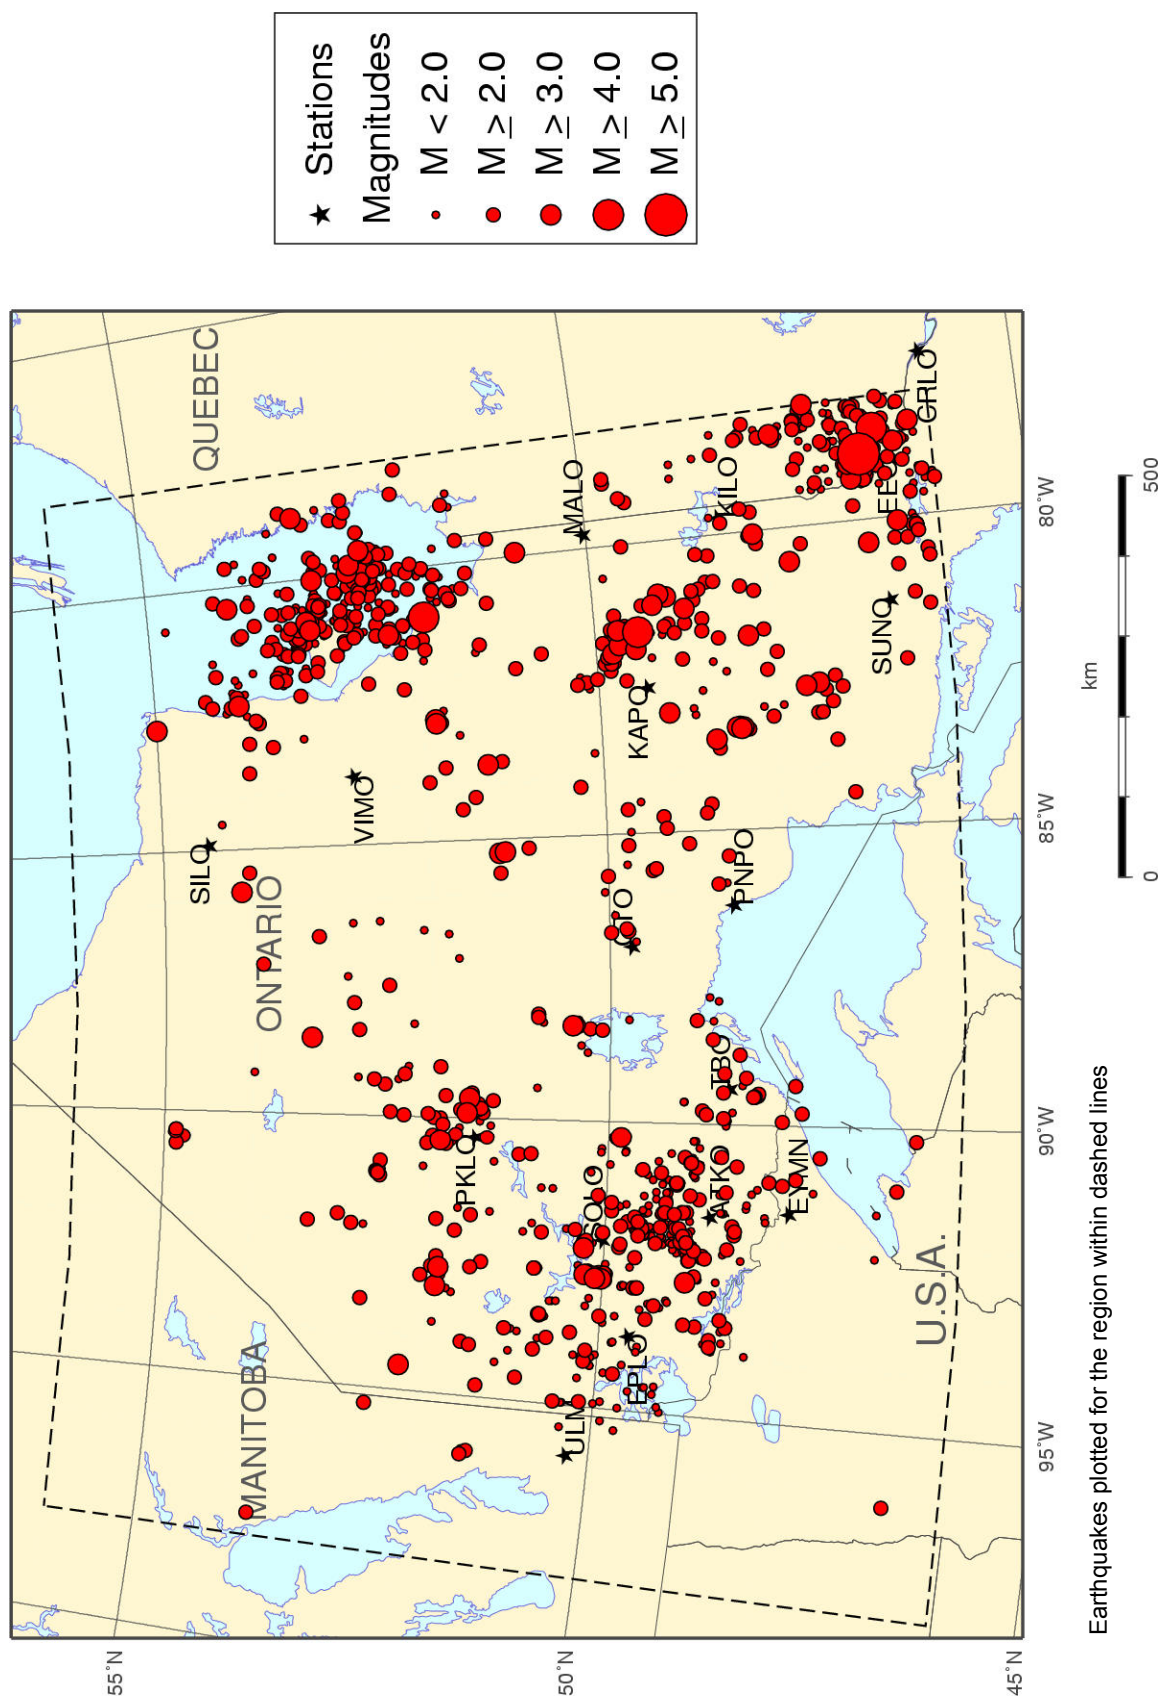 ★ Stations
Magnitudes
M < 2.0
M ≥ 2.0
M ≥ 3.0
M ≥ 4.0
M ≥ 5.0
QUEBEC
ONTARIO
MANITOBA
U.S.A.
SILO
VIMO
MALO
KILO
CRLO
SUNO
KAPO
PNPO
TBO
PKLO
SOLO
ATKO
EYMN
EPLO
ULM
55°N
50°N
45°N
95°W
90°W
85°W
80°W
0
500
km
Earthquakes plotted for the region within dashed lines